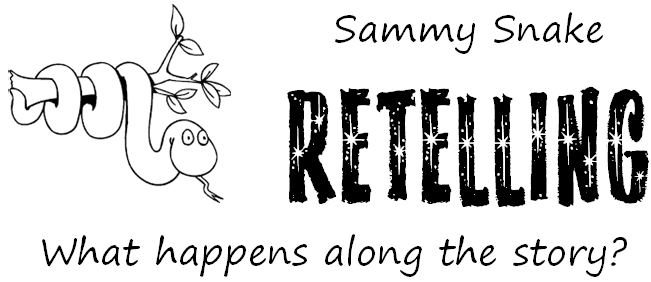 Sammy Snake
RETELLING
What happens along the story?